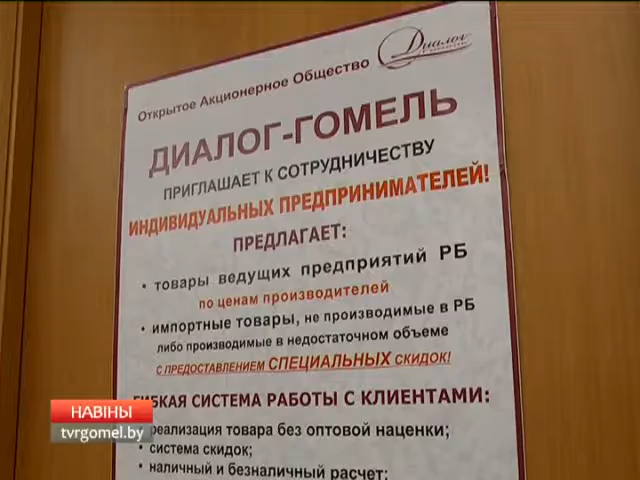 Диалог
Открытое Акционерное Общество
ДИАЛОГ-ГОМЕЛЬ
ПРИГЛАШАЕТ К СОТРУДНИЧЕСТВУ
ИНДИВИДУАЛЬНЫХ ПРЕДПРИНИМАТЕЛЕЙ!
ПРЕДЛАГАЕТ:
• товары ведущих предприятий РБ
по ценам производителей
• импортные товары, не производимые в РБ
либо производимые в недостаточном объеме
С ПРЕДОСТАВЛЕНИЕМ СПЕЦИАЛЬНЫХ СКИДОК!
ГИБКАЯ СИСТЕМА РАБОТЫ С КЛИЕНТАМИ:
реализация товара без оптовой наценки;
• система скидок;
• наличный и безналичный расчет;
НАВІНЫ
tvrgomel.by